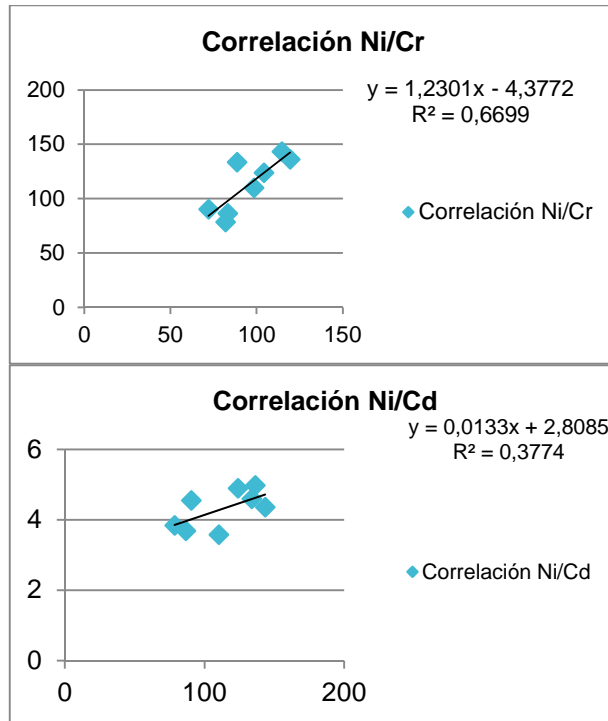 Correlación Ni/Cr
y = 1,2301x - 4,3772
R² = 0,6699
200
150
100
50
0
0 50 100 150
Correlación Ni/Cr
Correlación Ni/Cd
y = 0,0133x + 2,8085
R² = 0,3774
6
4
2
0
0 100 200
Correlación Ni/Cd